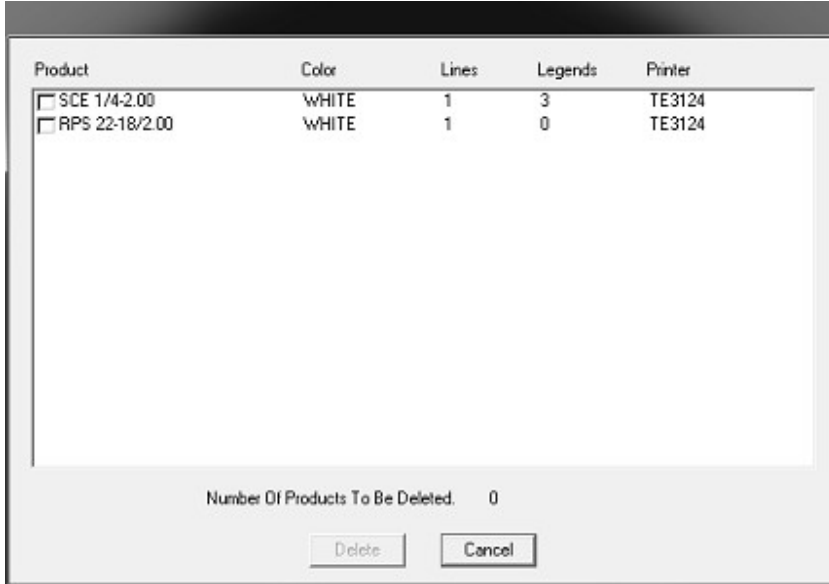 Product Color Lines Legends Printer
SCE 1/4-2.00 WHITE 1 3 TE3124
RPS 22-18/2.00 WHITE 1 0 TE3124
Number Of Products To Be Deleted. 0
Delete Cancel